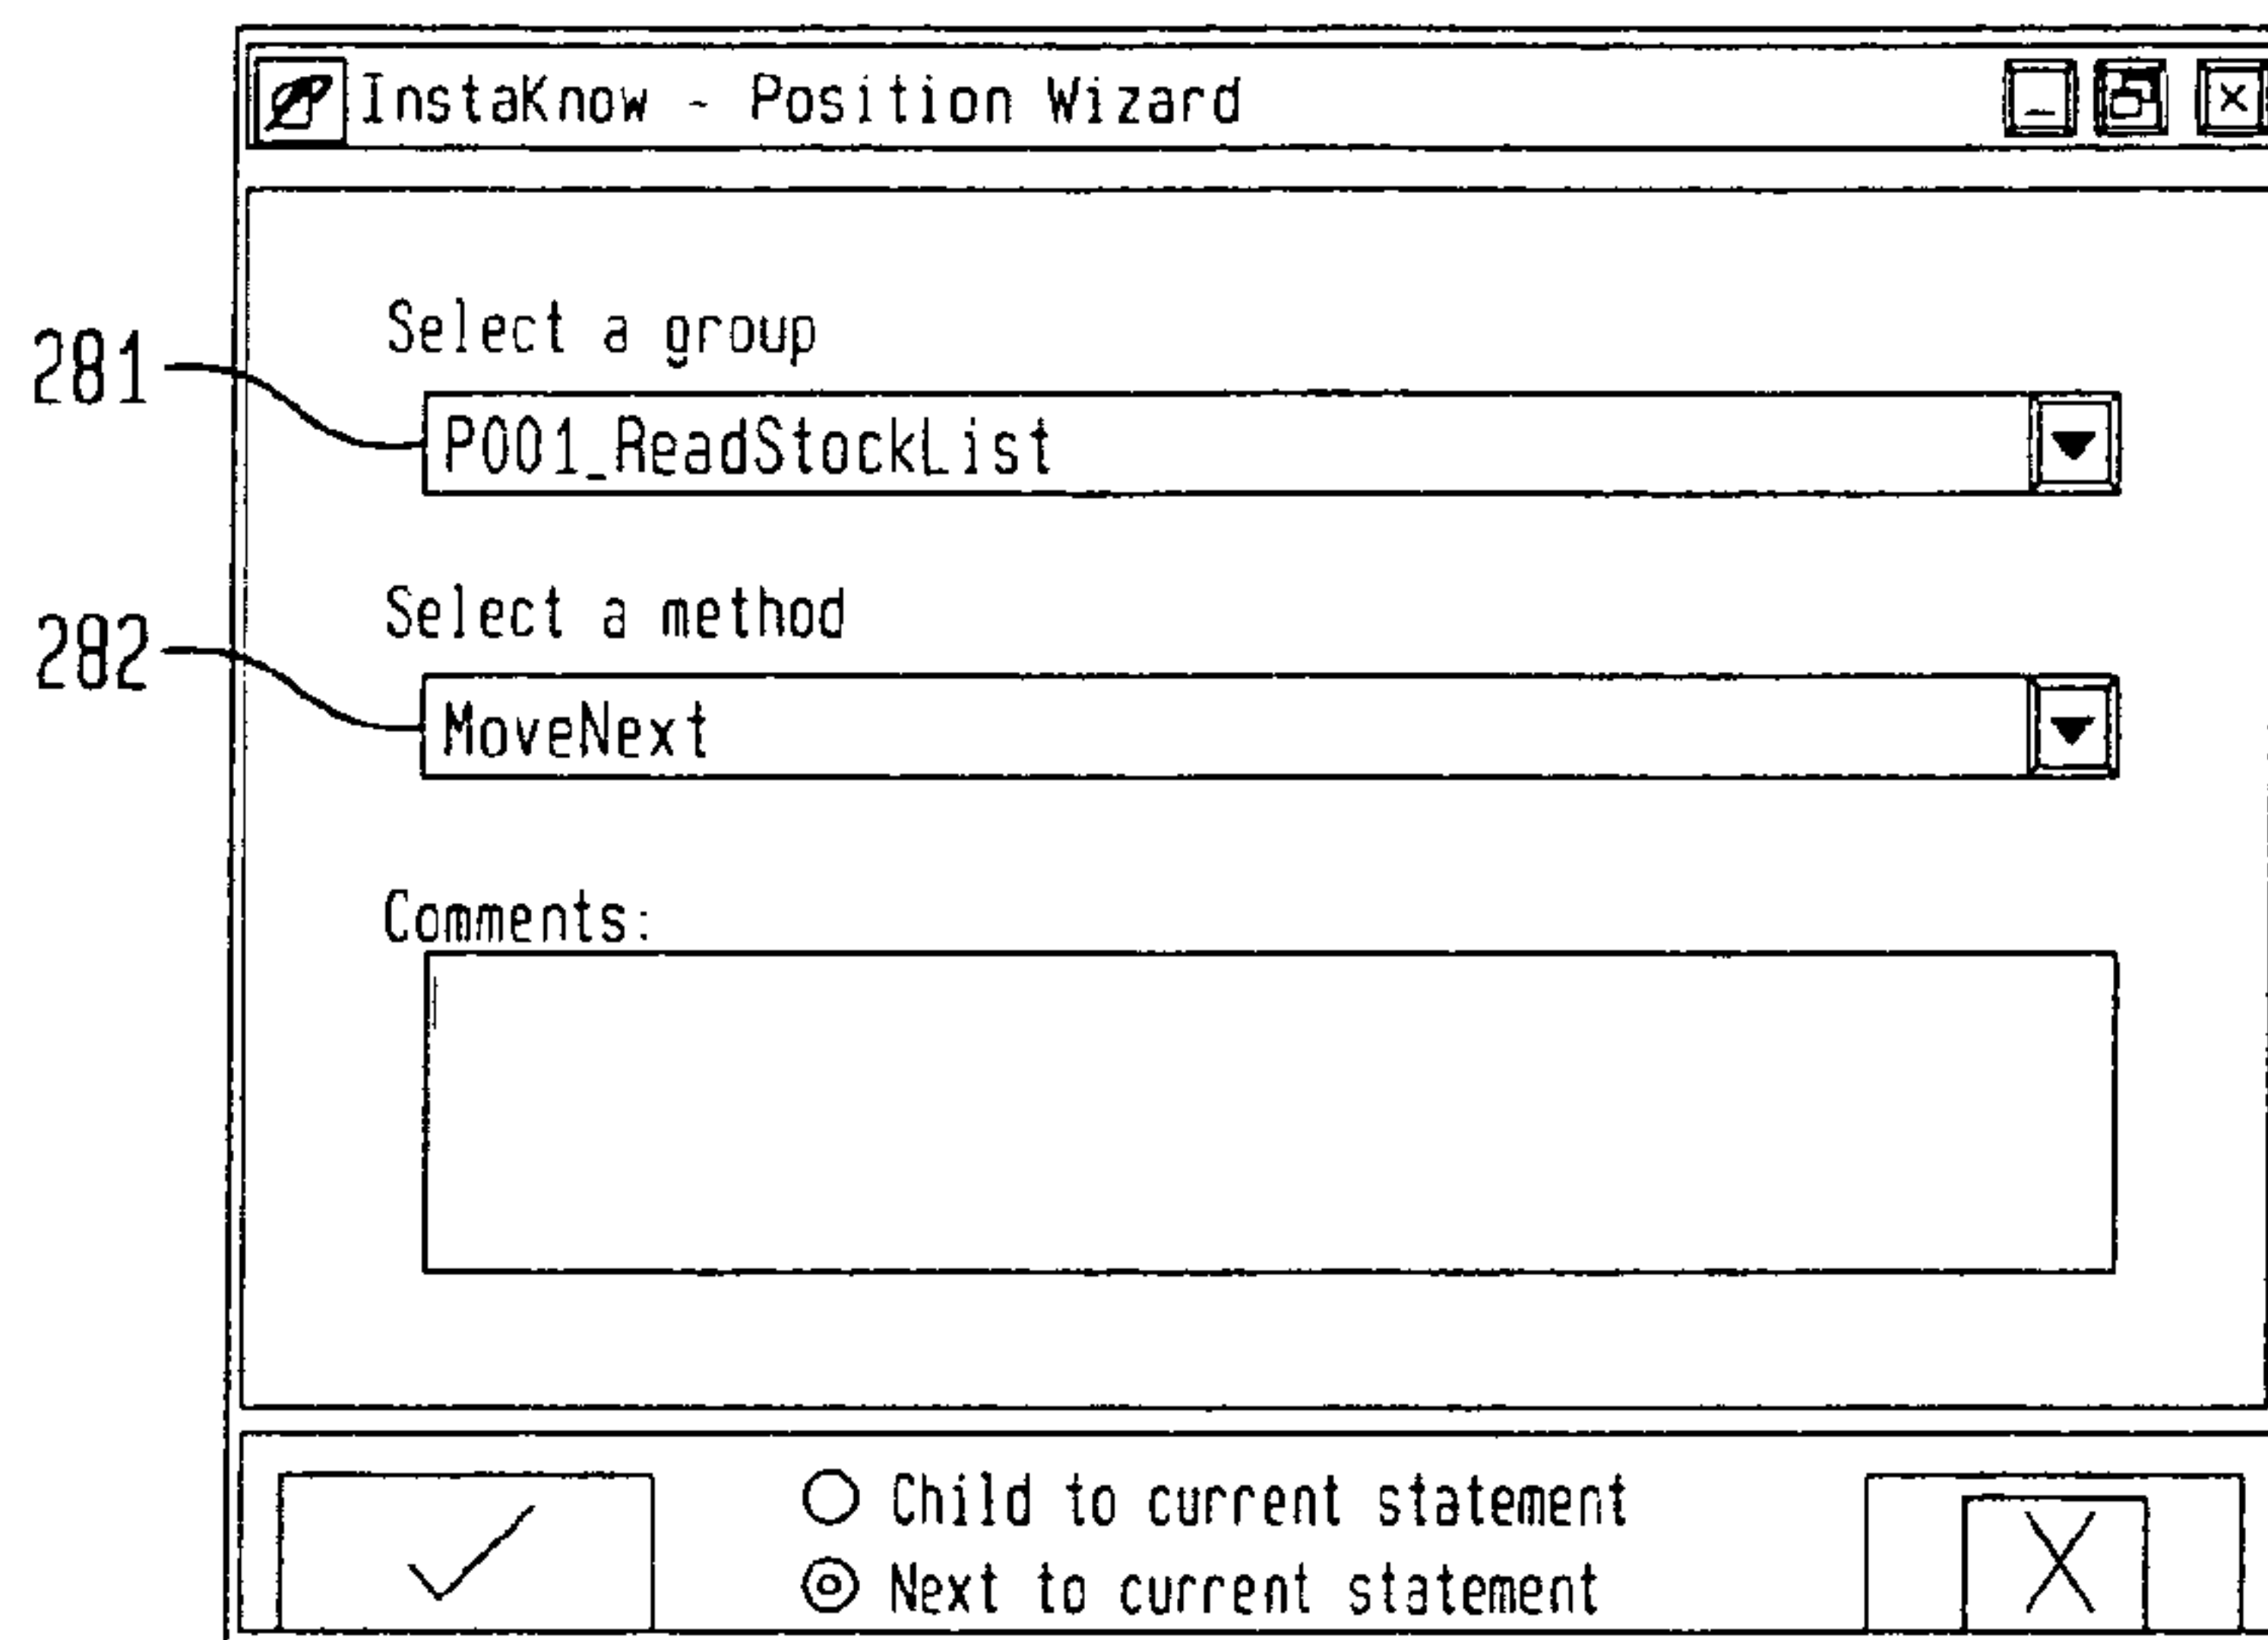 InstaKnow - Position Wizard
Select a group
281
P001_ReadStockList
Select a method
282
MoveNext
Comments:
Child to current statement
Next to current statement